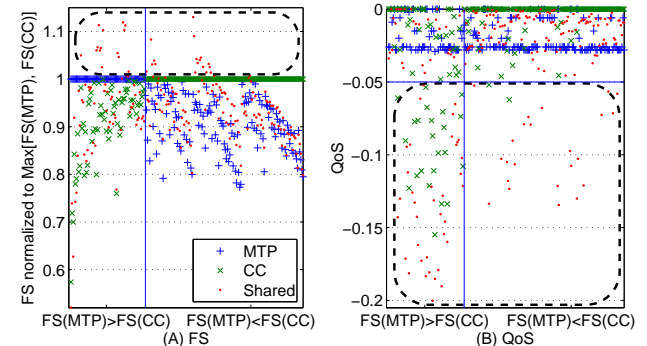 FS normalized to Max[FS(MTP), FS(CC)]
1.1
1
0.9
0.8
0.7
0.6
MTP
CC
Shared
FS(MTP)>FS(CC) FS(MTP)<FS(CC)
(A) FS
QoS
0
−0.05
−0.1
−0.15
−0.2
FS(MTP)>FS(CC) FS(MTP)<FS(CC)
(B) QoS